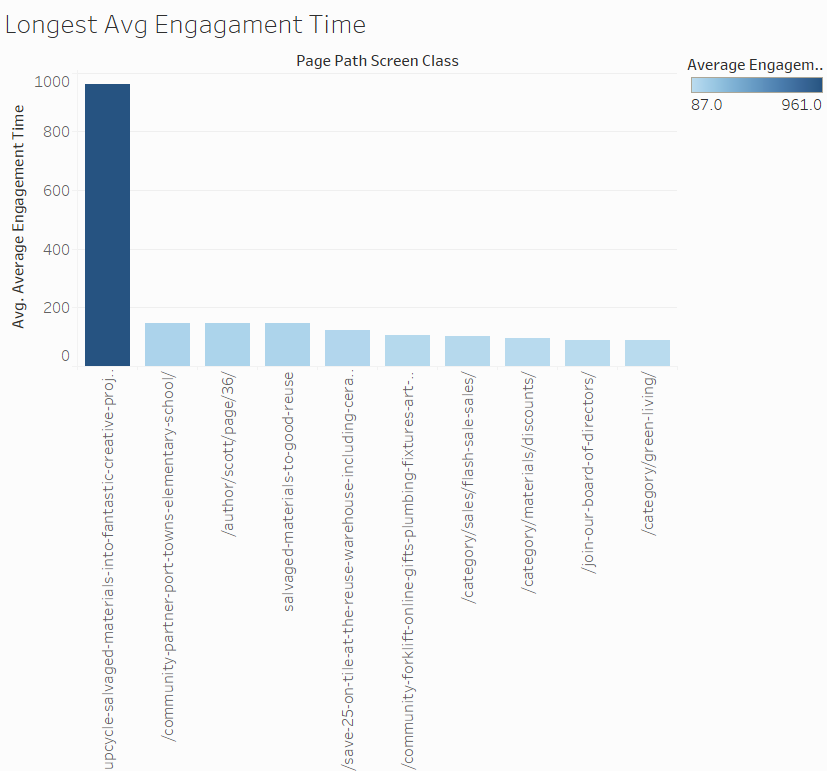 Longest Avg Engagament Time
Page Path Screen Class
Average Engagem..
87.0 961.0
Avg. Average Engagement Time
1000
800
600
400
200
0
upcycle-salvaged-materials-into-fantastic-creative-proj..
/community-partner-port-towns-elementary-school/
/author/scott/page/36/
salvaged-materials-to-good-reuse
/save-25-on-tile-at-the-reuse-warehouse-including-cera..
/community-forklift-online-gifts-plumbing-fixtures-art-..
/category/sales/flash-sale-sales/
/category/materials/discounts/
/join-our-board-of-directors/
/category/green-living/